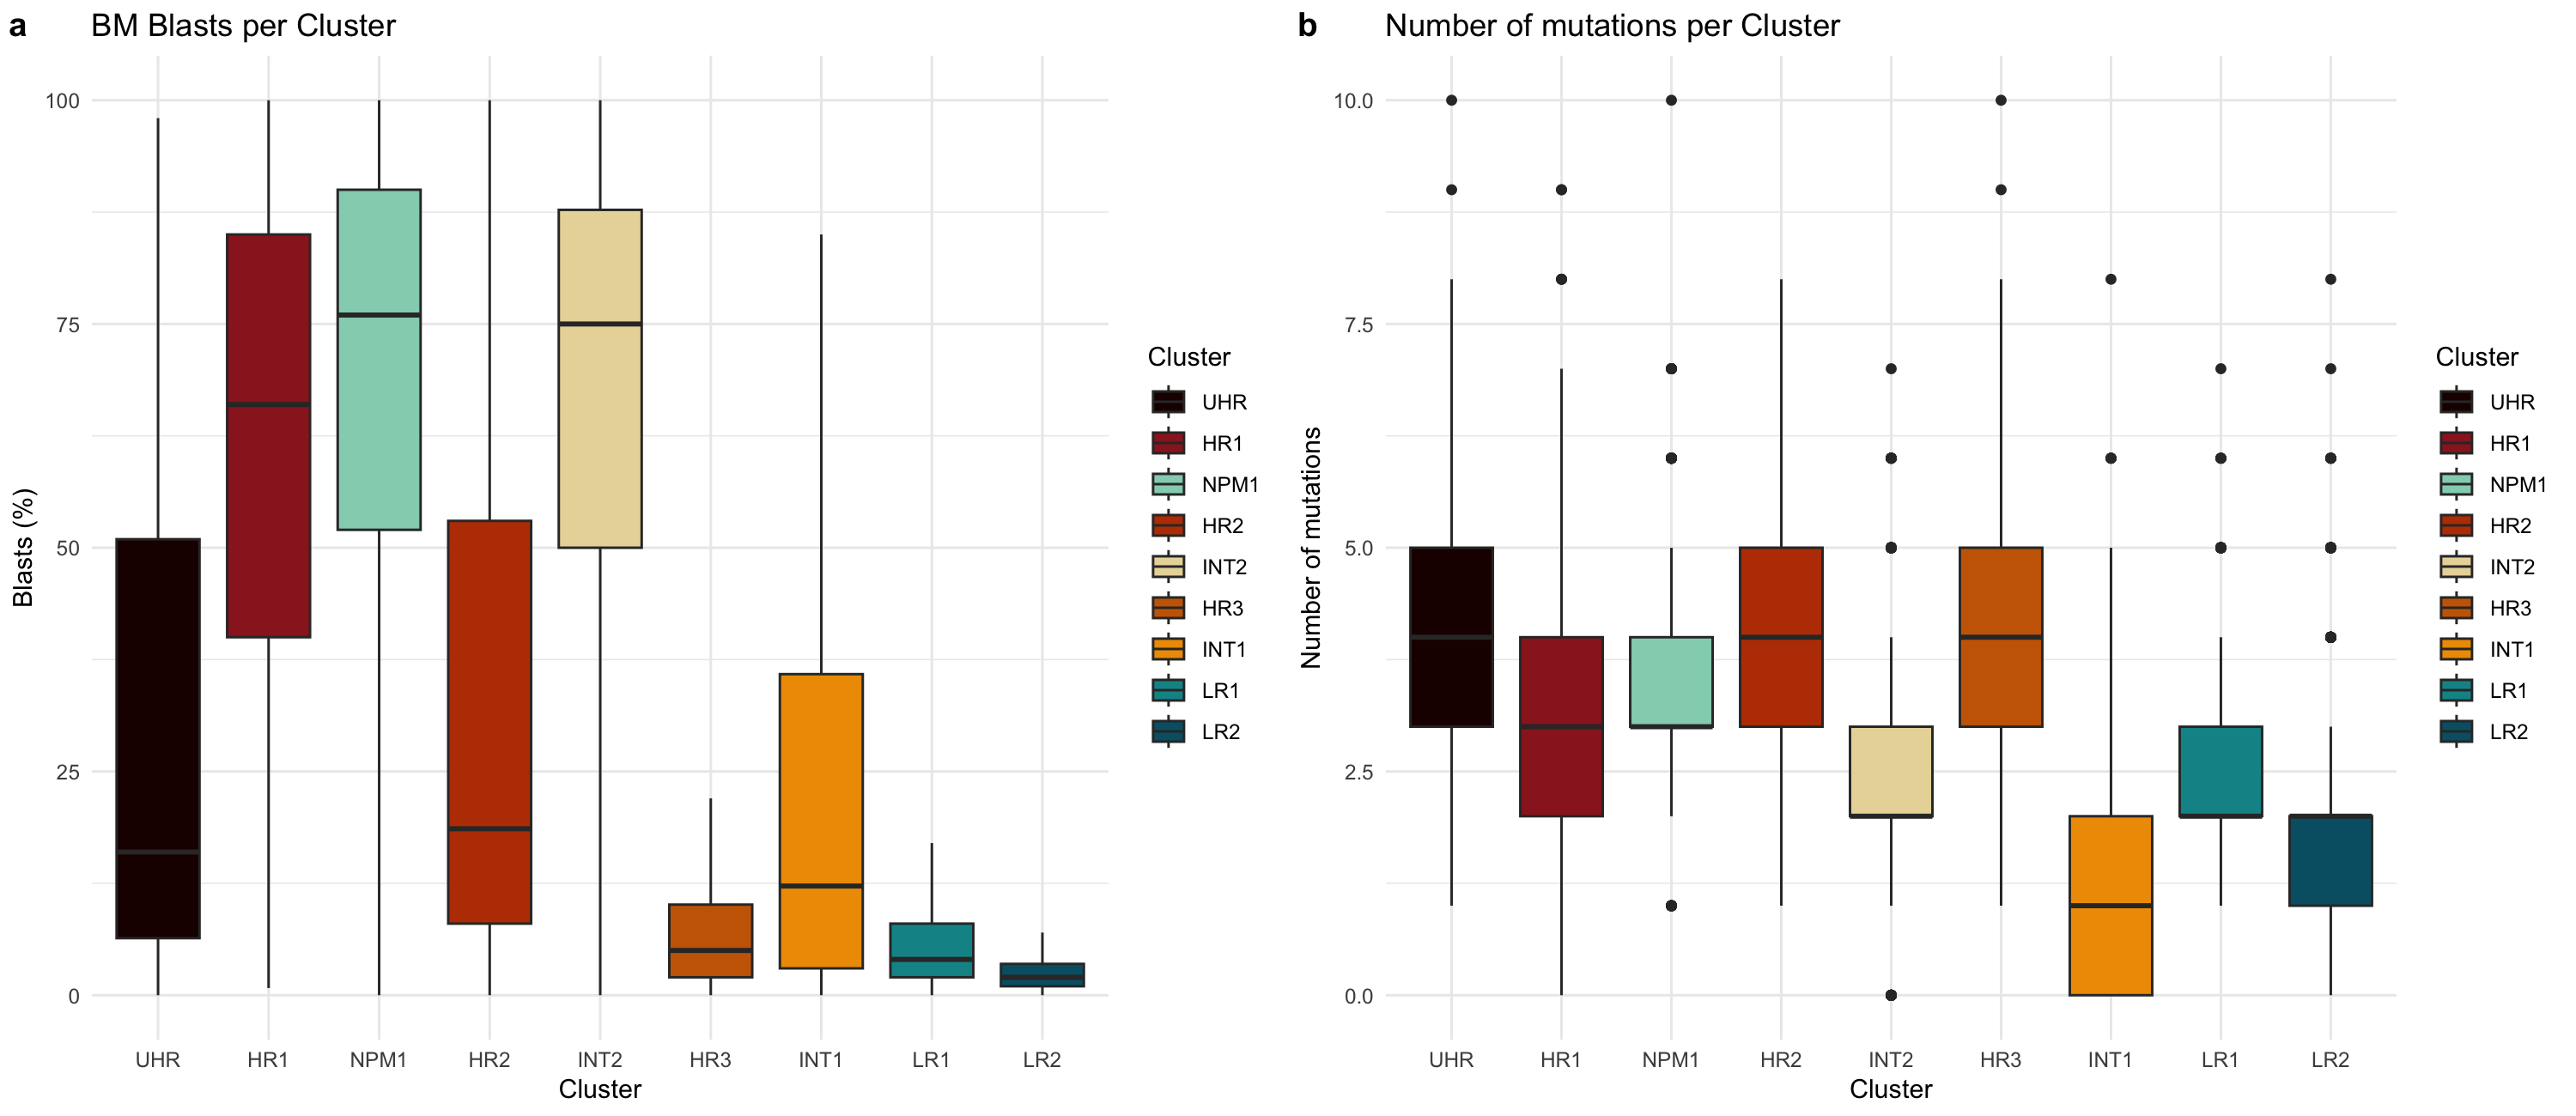 a BM Blasts per Cluster
Blasts (%)
100
75
50
25
0
UHR HR1 NPM1 HR2 INT2 HR3 INT1 LR1 LR2
Cluster
Cluster
UHR
HR1
NPM1
HR2
INT2
HR3
INT1
LR1
LR2
b Number of mutations per Cluster
Number of mutations
10.0
7.5
5.0
2.5
0.0
UHR HR1 NPM1 HR2 INT2 HR3 INT1 LR1 LR2
Cluster
Cluster
UHR
HR1
NPM1
HR2
INT2
HR3
INT1
LR1
LR2